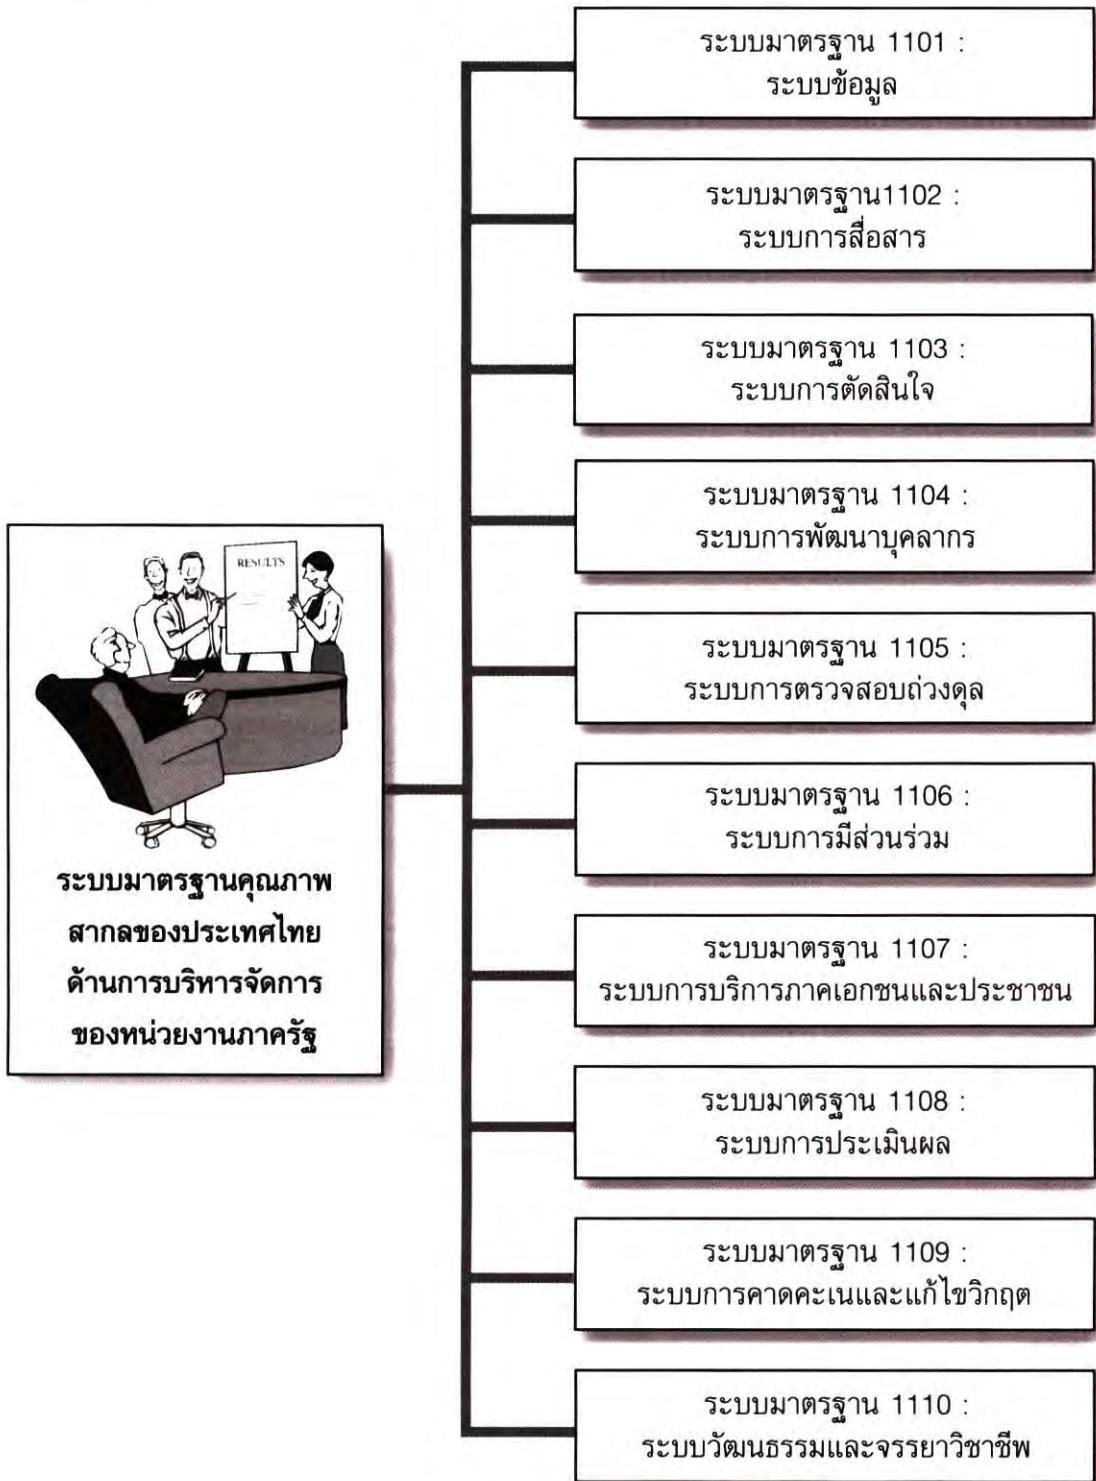 ระบบมาตรฐาน 1101 :
ระบบข้อมูล
ระบบมาตรฐาน1102 :
ระบบการสื่อสาร
ระบบมาตรฐาน 1103 :
ระบบการตัดสินใจ
ระบบมาตรฐาน 1104 :
ระบบการพัฒนาบุคลากร
ระบบมาตรฐาน 1105 :
ระบบการตรวจสอบถ่วงดุล
ระบบมาตรฐาน 1106 :
ระบบการมีส่วนร่วม
ระบบมาตรฐาน 1107 :
ระบบการบริการภาคเอกชนและประชาชน
ระบบมาตรฐาน 1108 :
ระบบการประเมินผล
ระบบมาตรฐาน 1109 :
ระบบการคาดคะเนและแก้ไขวิกฤต
ระบบมาตรฐาน 1110 :
ระบบวัฒนธรรมและจรรยาวิชาชีพ
RESULTS
ระบบมาตรฐานคุณภาพ
สากลของประเทศไทย
ด้านการบริหารจัดการ
ของหน่วยงานภาครัฐ